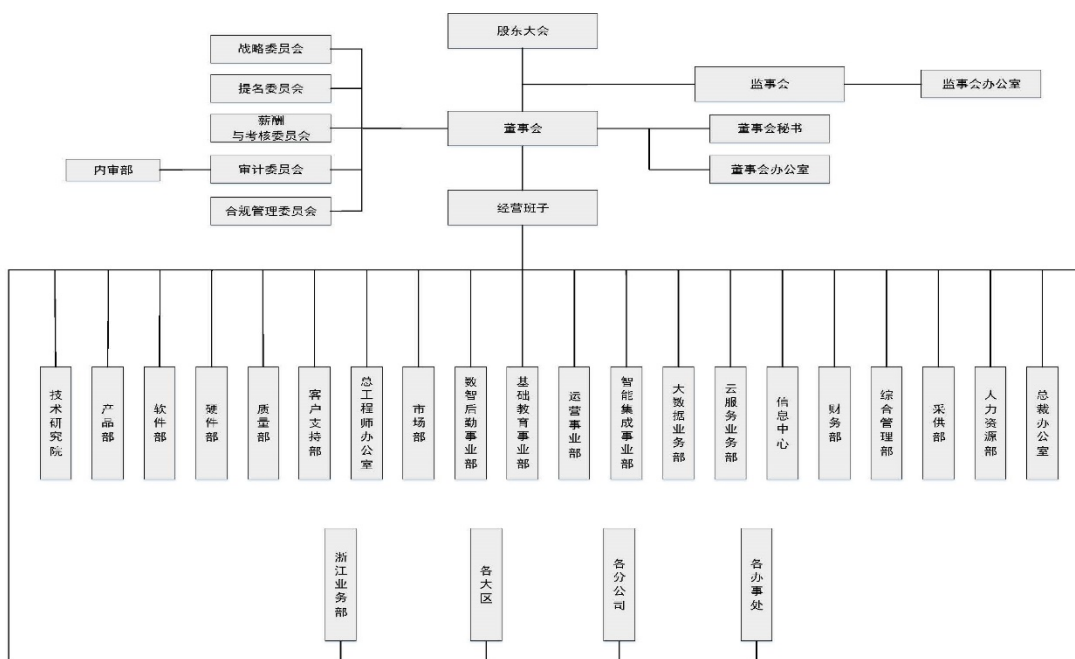 股东大会
战略委员会
提名委员会
监事会
监事会办公室
薪酬
与考核委员会
董事会
董事会秘书
内审部
审计委员会
董事会办公室
合规管理委员会
经营班子
技术研究院
产品部
软件部
硬件部
质量部
客户支持部
总工程师办公室
市场部
数智后勤事业部
基础教育事业部
运营事业部
智能集成事业部
大数据业务部
云服务业务部
信息中心
财务部
综合管理部
采供部
人力资源部
总裁办公室
浙江业务部
各大区
各分公司
各办事处